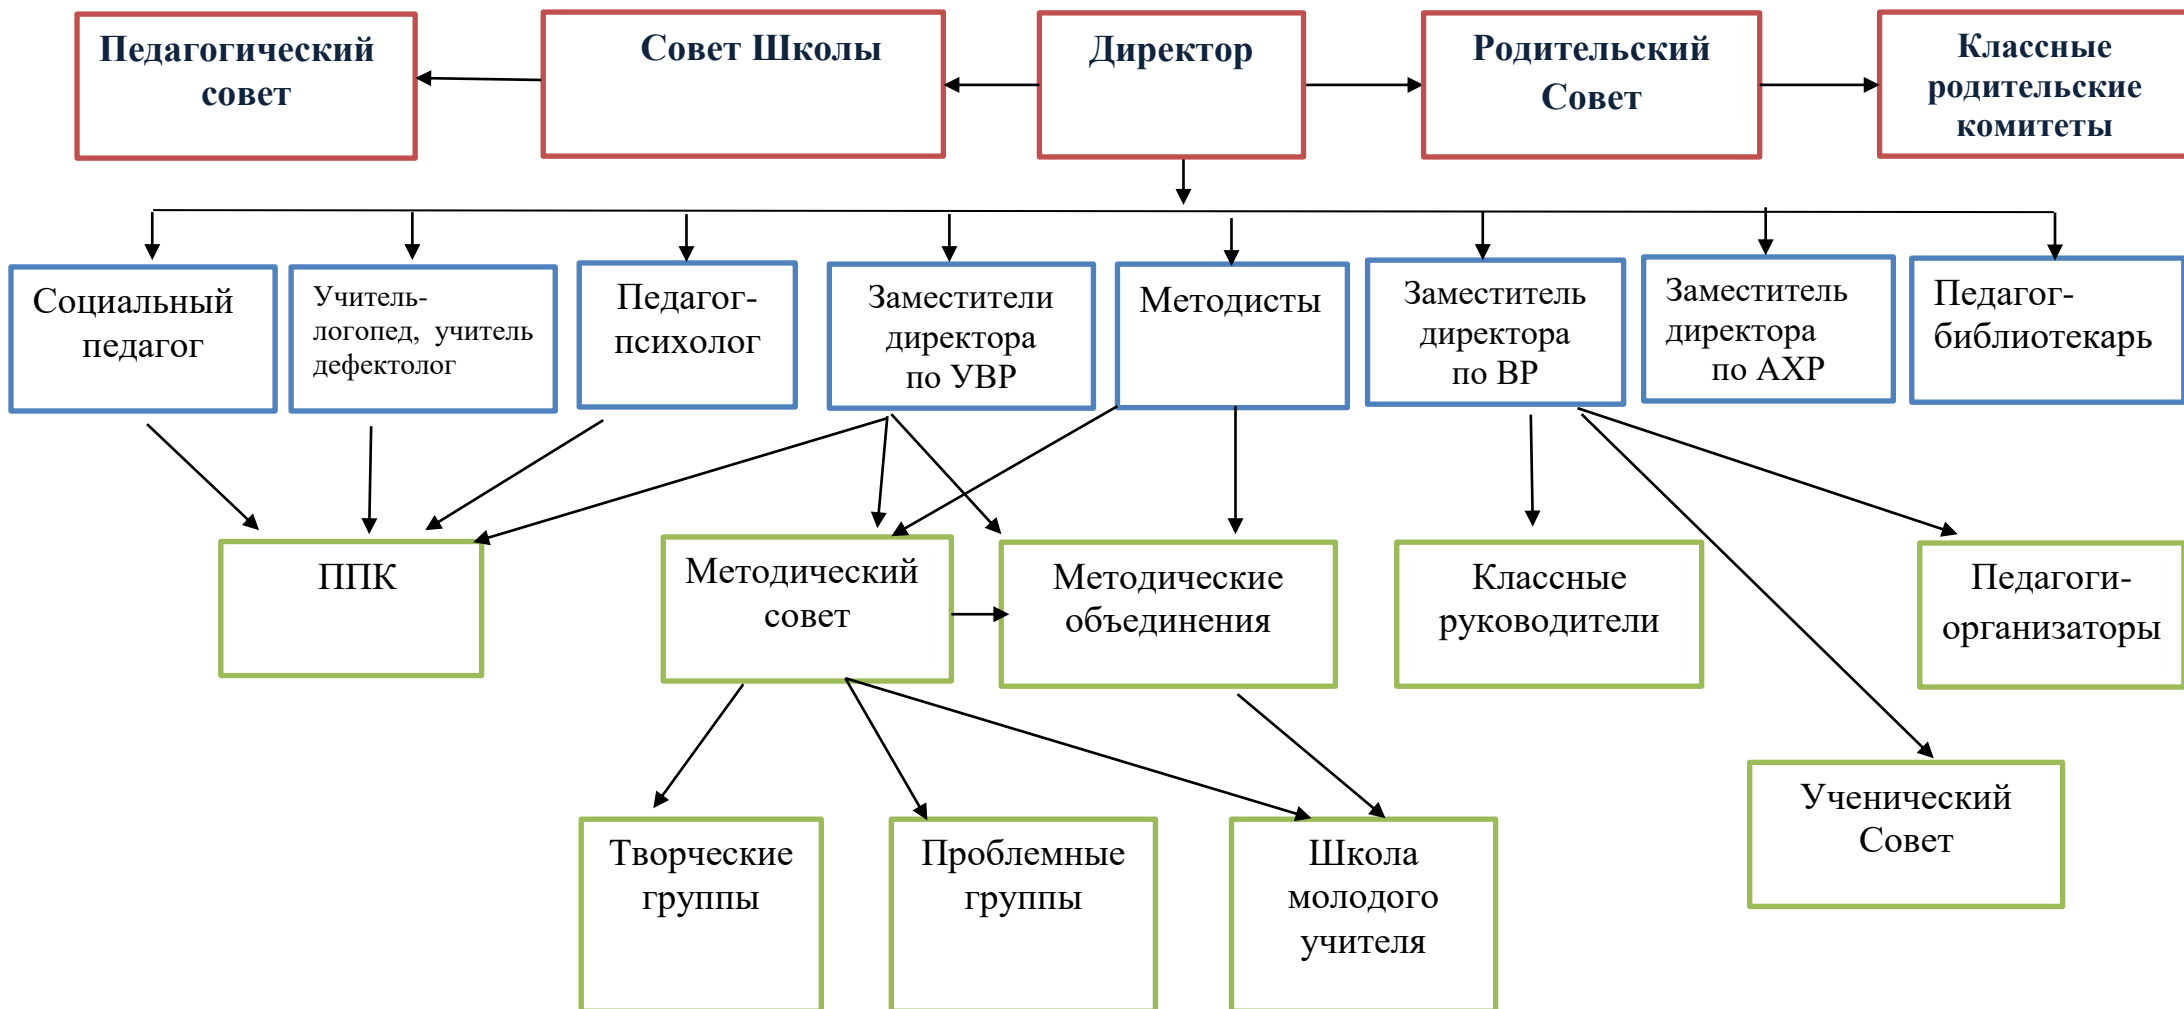 Педагогический
совет
Совет Школы
Директор
Родительский
Совет
Классные
родительские
комитеты
Социальный
педагог
Учитель-
логопед, учитель
дефектолог
Педагог-
психолог
Заместители
директора
по УВР
Методисты
Заместитель
директора
по ВР
Заместитель
директора
по АХР
Педагог-
библиотекарь
ППК
Методический
совет
Методические
объединения
Классные
руководители
Педагоги-
организаторы
Творческие
группы
Проблемные
группы
Школа
молодого
учителя
Ученический
Совет